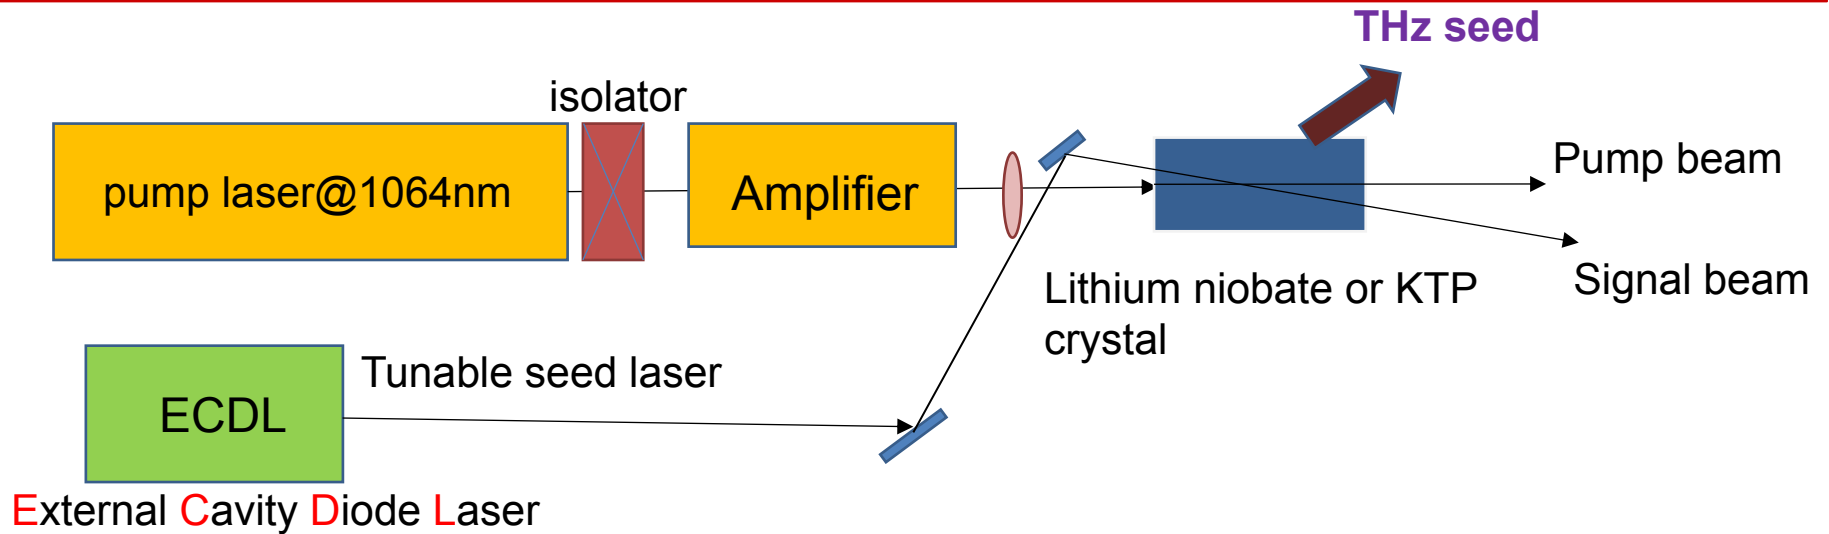 THz seed
isolator
pump laser@1064nm
Amplifier
Pump beam
Signal beam
Lithium niobate or KTP
crystal
Tunable seed laser
ECDL
External Cavity Diode Laser